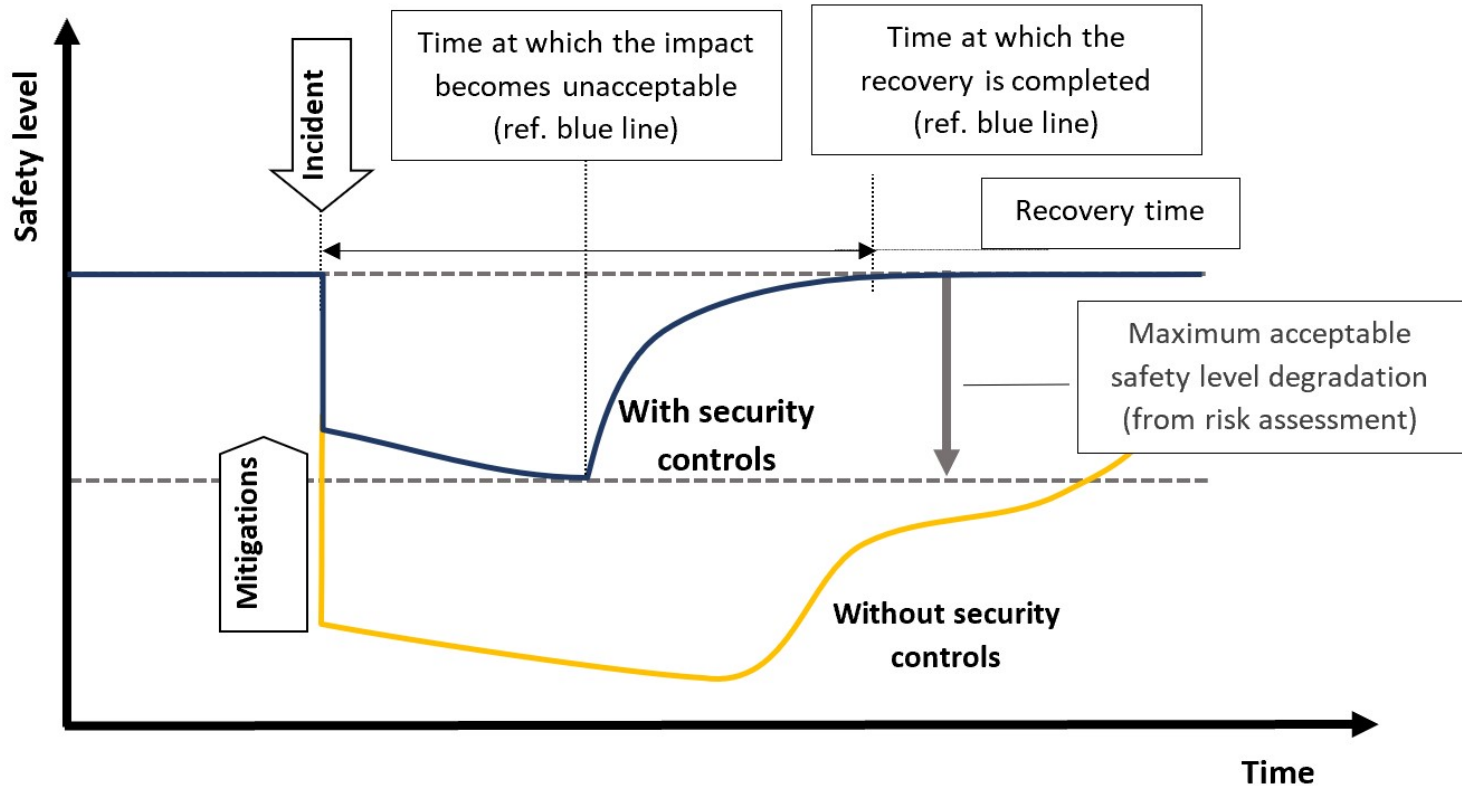 Safety level
Incident
Time at which the impact
becomes unacceptable
(ref. blue line)
Time at which the
recovery is completed
(ref. blue line)
Recovery time
Maximum acceptable
safety level degradation
(from risk assessment)
With security
controls
Mitigations
Without security
controls
Time